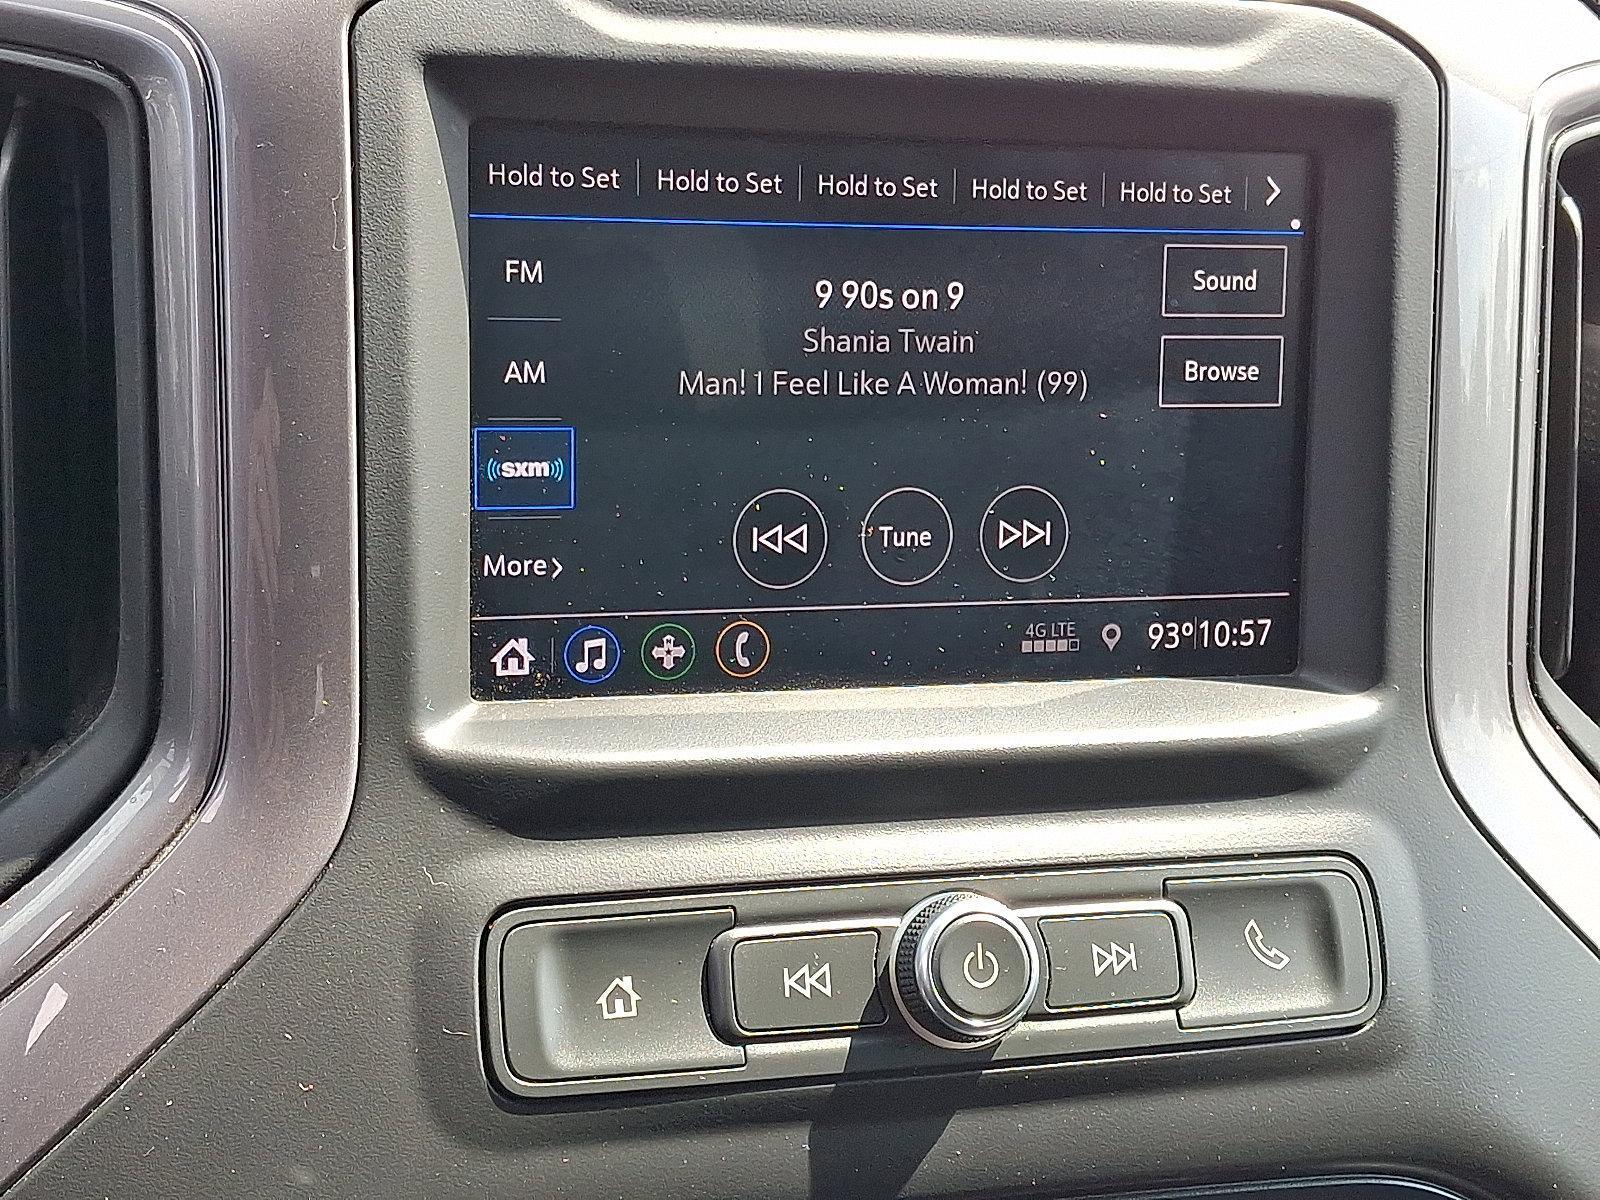 Hold to Set Hold to Set Hold to Set Hold to Set Hold to Set
FM
AM
sxm
More
9 90s on 9
Shania Twain
Man! I Feel Like A Woman! (99)
Sound
Browse
Tune
4G LTE
93º 10:57